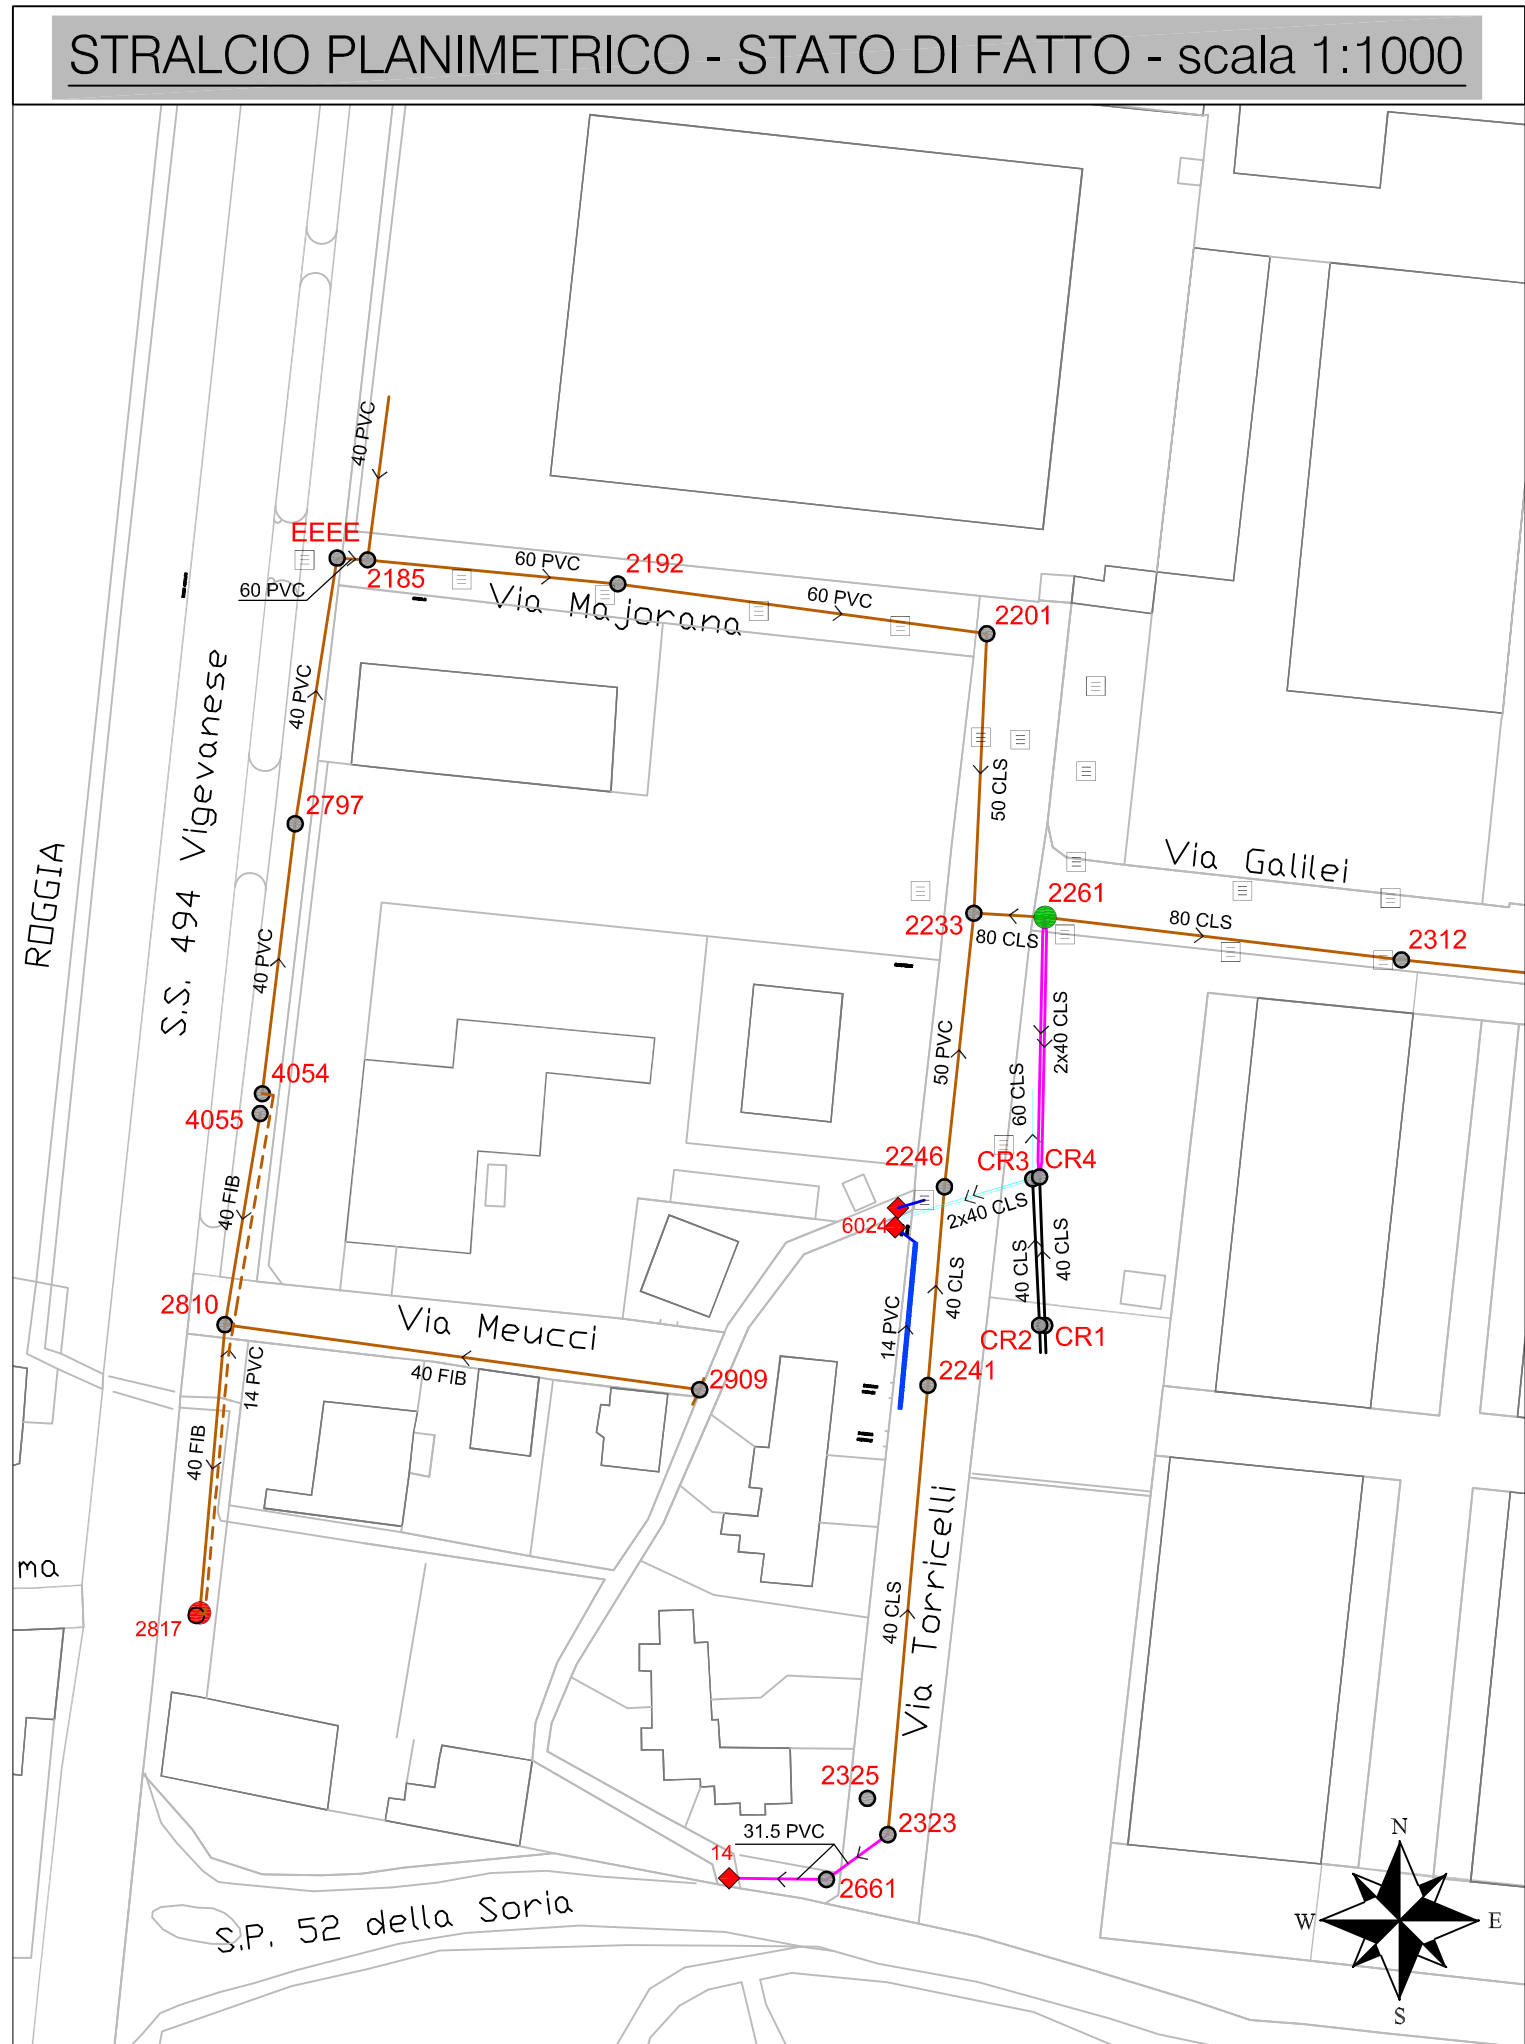 STRALCIO PLANIMETRICO - STATO DI FATTO - scala 1:1000
40 PVC
EEEE
2185
60 PVC
60 PVC
2192
60 PVC
2201
Via Majorana
40 PVC
S.S. 494 Vigevanese
50 CLS
2797
ROGGIA
Via Galilei
2261
2233
80 CLS
80 CLS
2312
40 PVC
50 PVC
2x40 CLS
4054
4055
60 CLS
2246
CR3
CR4
40 FIB
6024
2x40 CLS
40 CLS
40 CLS
40 CLS
2810
Via Meucci
14 PVC
CR2
CR1
14 PVC
40 FIB
2909
2241
40 FIB
Via Torricelli
ma
40 CLS
2817
2325
2323
31.5 PVC
14
2661
S.P. 52 della Soria
N
W
E
S